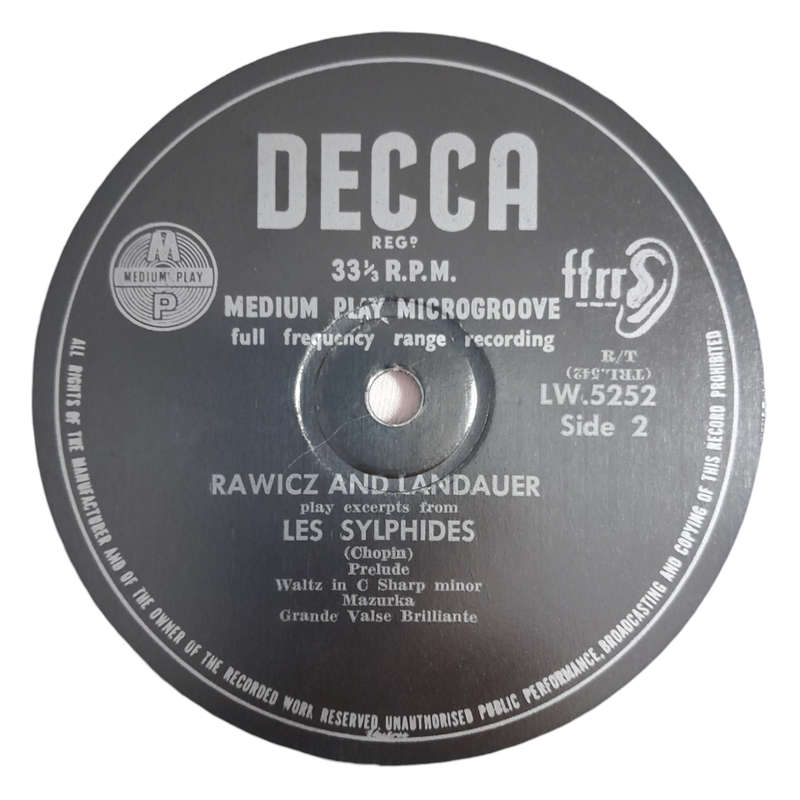 DECCA
REGD
33⅓ R.P.M.
M
MEDIUM PLAY
P
ffrr
MEDIUM PLAY MICROGROOVE
full frequency range recording
R/T
(TRL.542)
LW.5252
Side 2
RAWICZ AND LANDAUER
play excerpts from
LES SYLPHIDES
(Chopin)
Prelude
Waltz in C Sharp minor
Mazurka
Grande Valse Brilliante
ALL RIGHTS OF THE MANUFACTURER AND OF THE OWNER OF THE RECORDED WORK RESERVED, UNAUTHORISED PUBLIC PERFORMANCE, BROADCASTING AND COPYING OF THIS RECORD PROHIBITED